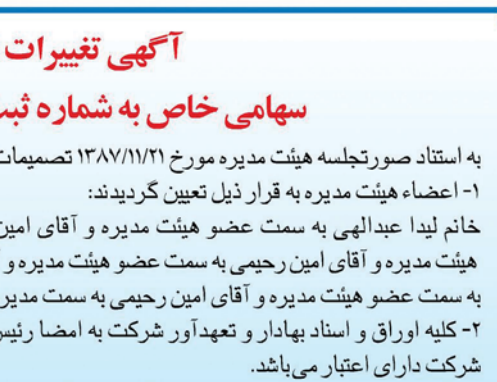 آگهی تغییرات
سهامی خاص به شماره ثبت
به استناد صورتجلسه هیئت مدیره مورخ ۱۳۸۷/۱۱/۲۱ تصمیمات
۱- اعضاء هیئت مدیره به قرار ذیل تعیین گردیدند:
خانم لیدا عبدالهی به سمت عضو هیئت مدیره و آقای امین
هیئت مدیره و آقای امین رحیمی به سمت عضو هیئت مدیره و
به سمت عضو هیئت مدیره و آقای امین رحیمی به سمت مدیر
۲- کلیه اوراق و اسناد بهادار و تعهدآور شرکت به امضا رئیس
شرکت دارای اعتبار می‌باشد.